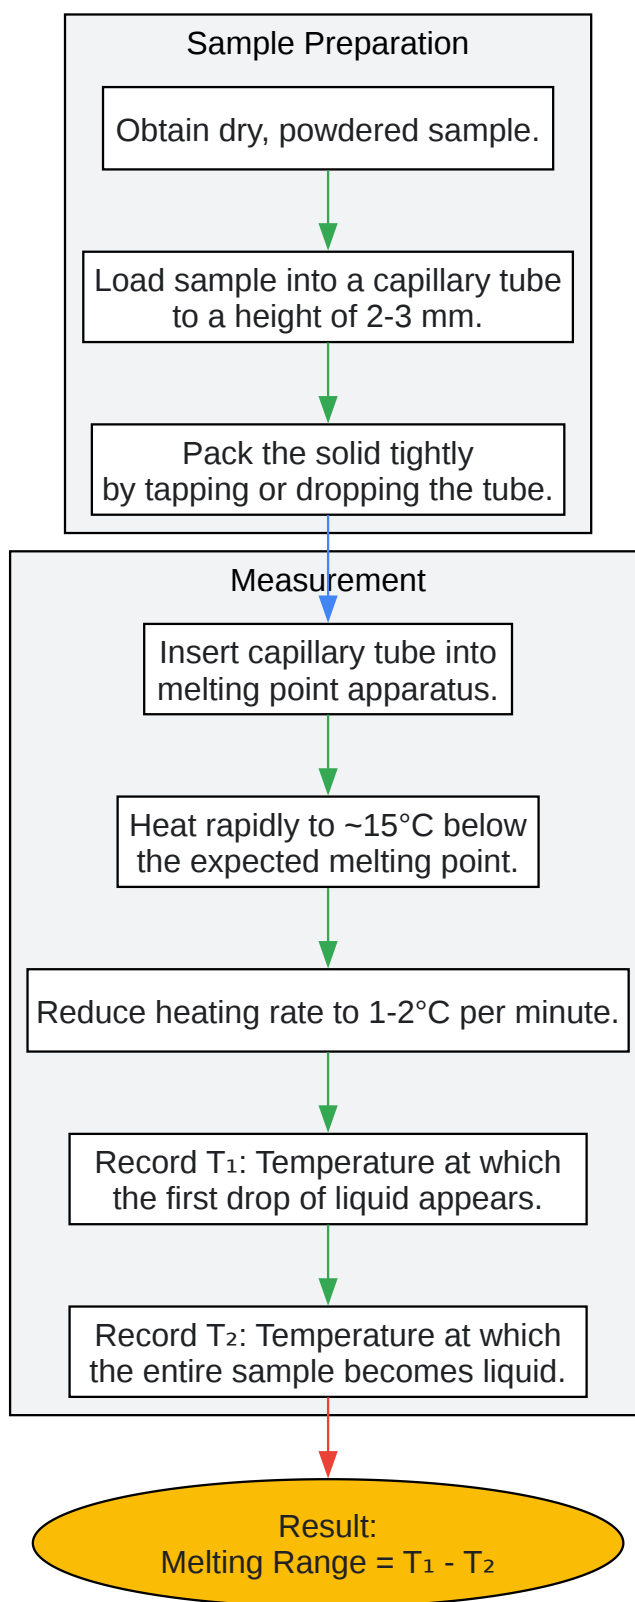 Sample Preparation
Obtain dry, powdered sample.
Load sample into a capillary tube
to a height of 2-3 mm.
Pack the solid tightly
by tapping or dropping the tube.
Measurement
Insert capillary tube into
melting point apparatus.
Heat rapidly to ~15°C below
the expected melting point.
Reduce heating rate to 1-2°C per minute.
Record T₁: Temperature at which
the first drop of liquid appears.
Record T₂: Temperature at which
the entire sample becomes liquid.
Result:
Melting Range = T₁ - T₂